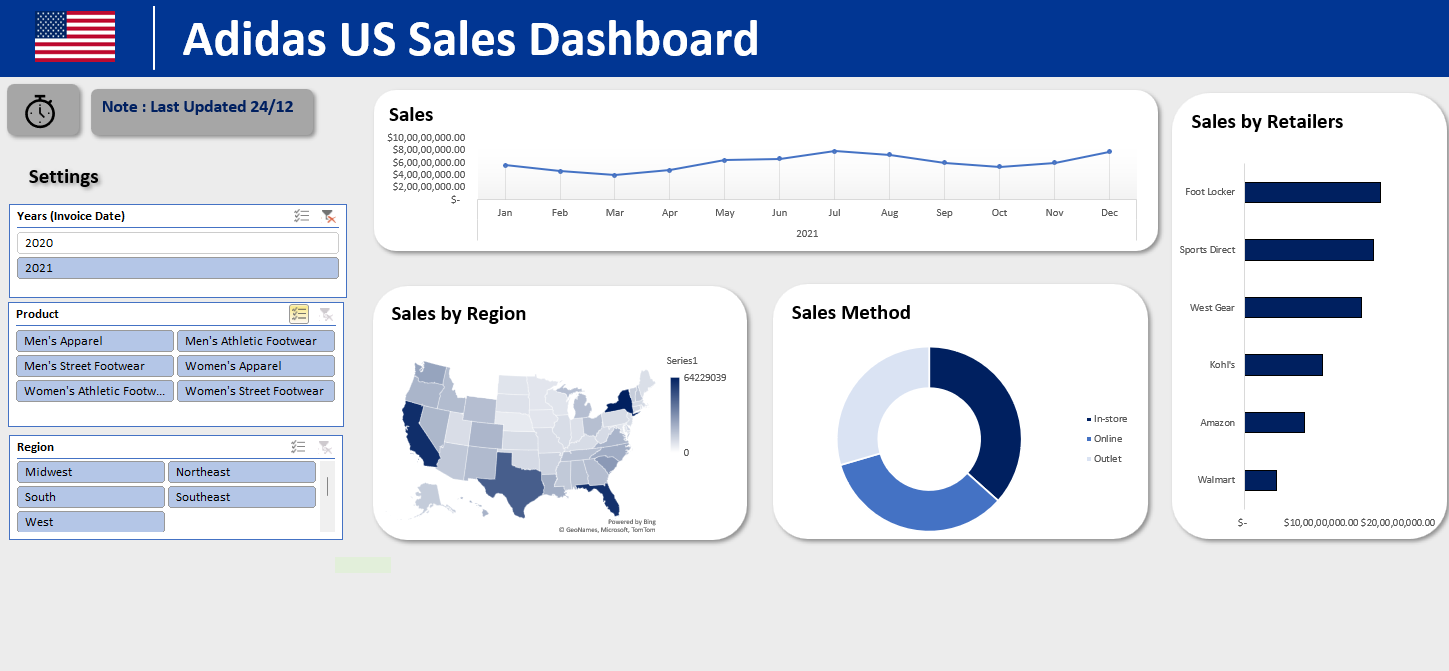 Adidas US Sales Dashboard
Note : Last Updated 24/12
Settings
Years (Invoice Date)
2020
2021
Product
Men's Apparel
Men's Athletic Footwear
Men's Street Footwear
Women's Apparel
Women's Athletic Footw...
Women's Street Footwear
Region
Midwest
Northeast
South
Southeast
West
Sales
$10,00,00,000.00
$8,00,00,000.00
$6,00,00,000.00
$4,00,00,000.00
$2,00,00,000.00
$-
Jan Feb Mar Apr May Jun Jul Aug Sep Oct Nov Dec
2021
Sales by Region
Series1
64229039
0
Powered by Bing
© GeoNames, Microsoft, TomTom
Sales Method
In-store
Online
Outlet
Sales by Retailers
Foot Locker
Sports Direct
West Gear
Kohl's
Amazon
Walmart
$- $10,00,00,000.00 $20,00,00,000.00